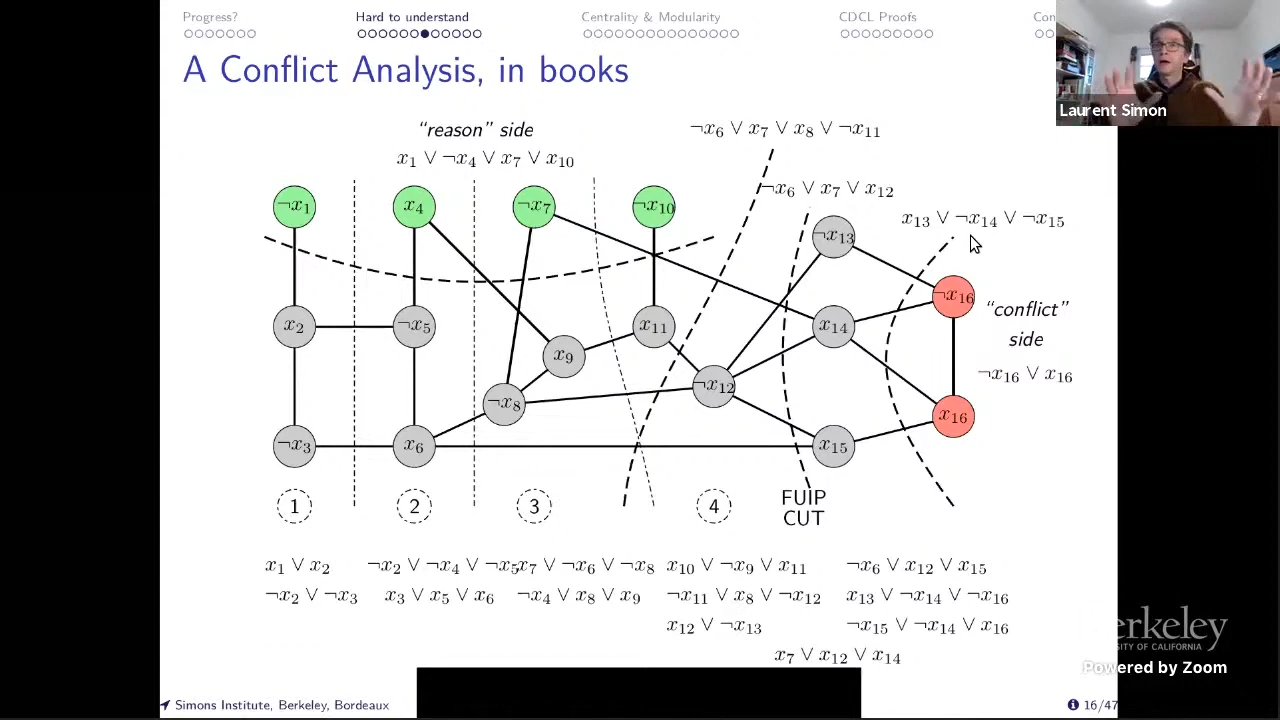 Progress?
Hard to understand
Centrality & Modularity
CDCL Proofs
A Conflict Analysis, in books
Laurent Simon
“reason” side
x1 ∨ ¬x4 ∨ x7 ∨ x10
¬x6 ∨ x7 ∨ x8 ∨ ¬x11
¬x6 ∨ x7 ∨ x12
x13 ∨ ¬x14 ∨ ¬x15
¬x1
x4
¬x7
¬x10
¬x13
¬x16
“conflict”
side
¬x16 ∨ x16
x2
¬x5
x9
x11
x14
¬x12
¬x8
x16
¬x3
x6
x15
1
2
3
4
FUIP
CUT
x1 ∨ x2
¬x2 ∨ ¬x4 ∨ ¬x5
x7 ∨ ¬x6 ∨ ¬x8
x10 ∨ ¬x9 ∨ x11
¬x6 ∨ x12 ∨ x15
¬x2 ∨ ¬x3
x3 ∨ x5 ∨ x6
¬x4 ∨ x8 ∨ x9
¬x11 ∨ x8 ∨ ¬x12
x13 ∨ ¬x14 ∨ ¬x16
x12 ∨ ¬x13
¬x15 ∨ ¬x14 ∨ x16
x7 ∨ x12 ∨ x14
Powered by Zoom
Simons Institute, Berkeley, Bordeaux
16/47